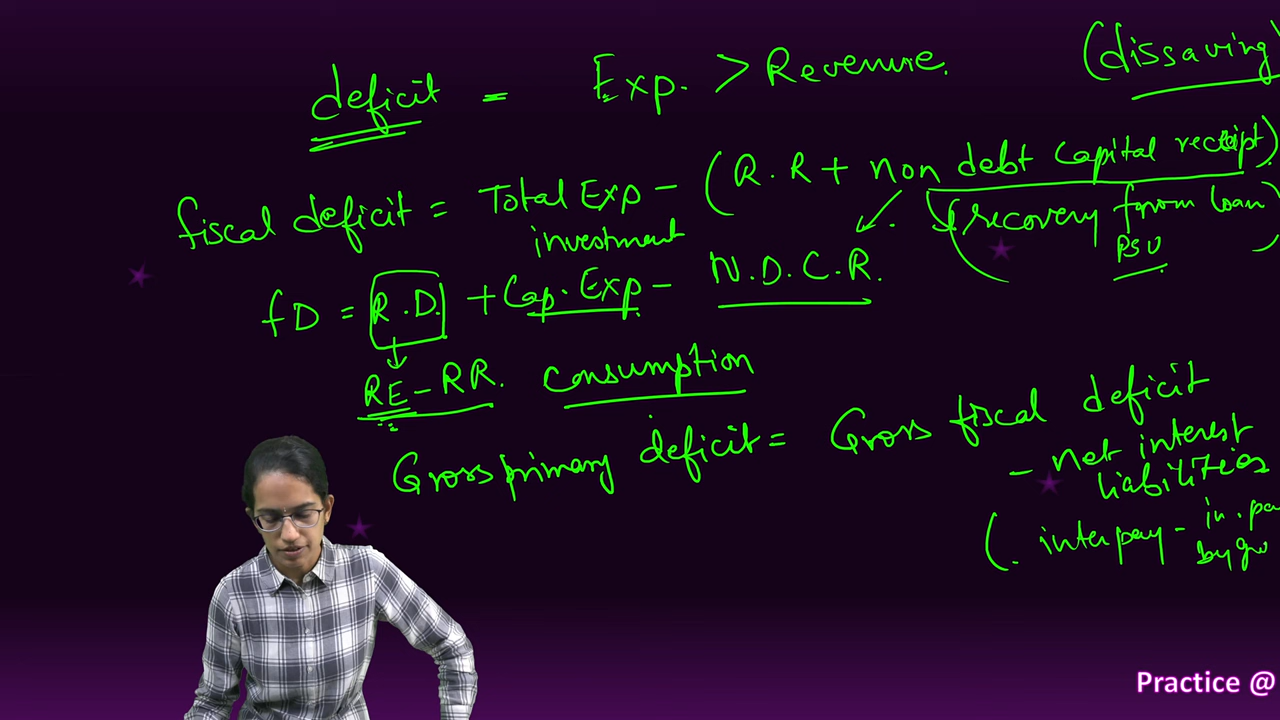 deficit = Exp. > Revenue. (dissaving)
fiscal deficit = Total Exp - (R.R + non debt capital receipt)
investment (recovery from loan)
PSU
FD = R.D. + Cap. Exp - N.D.C.R.
RE - RR. consumption
Gross primary deficit = Gross fiscal deficit
- net interest
liabilities
(. inter pay - in. pa
by gov
Practice @